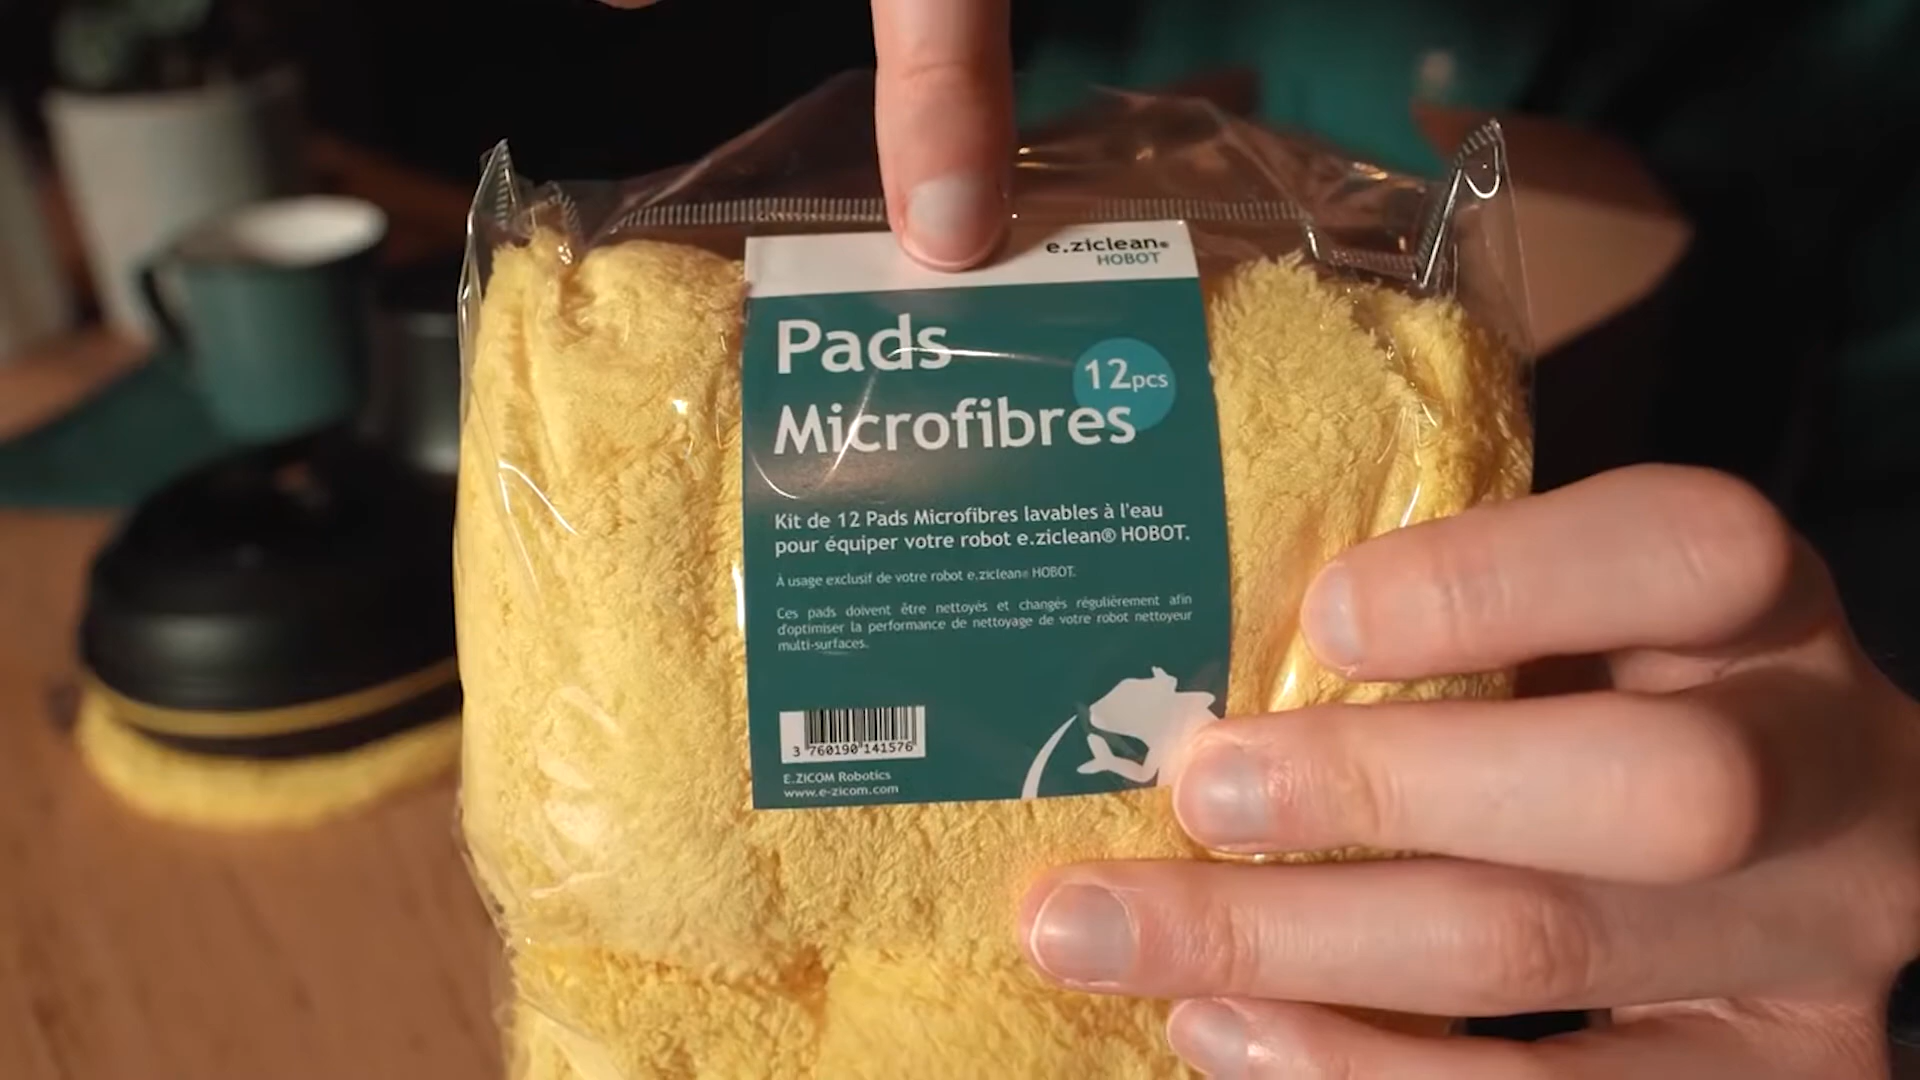 e.ziclean®
HOBOT
Pads
12pcs
Microfibres
Kit de 12 Pads Microfibres lavables à l'eau
pour équiper votre robot e.ziclean® HOBOT.
À usage exclusif de votre robot e.ziclean® HOBOT.
Ces pads doivent être nettoyés et changés régulièrement afin
d'optimiser la performance de nettoyage de votre robot nettoyeur
multi-surfaces.
3 760190 141576
E.ZICOM Robotics
www.e-zicom.com